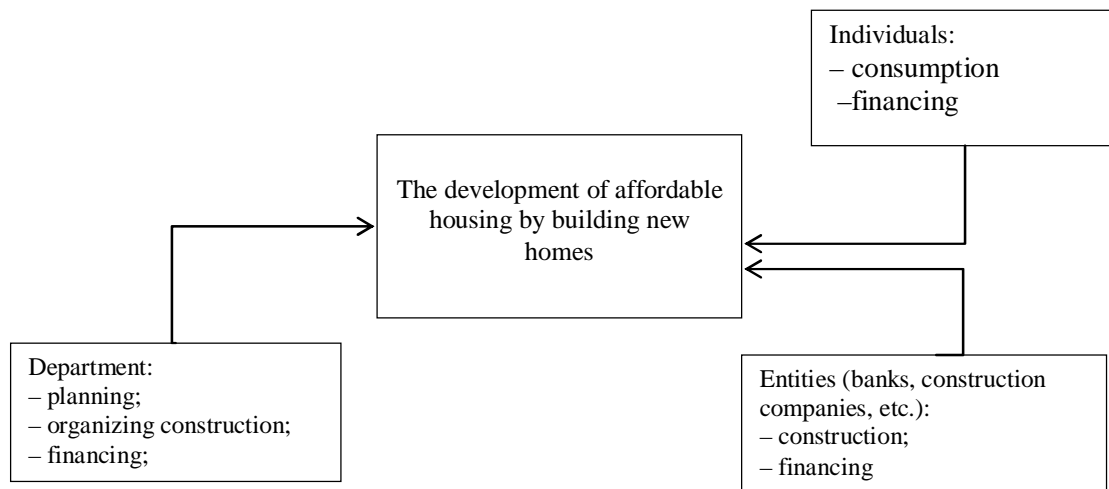 Individuals:
– consumption
–financing
The development of affordable
housing by building new
homes
Department:
– planning;
– organizing construction;
– financing;
Entities (banks, construction
companies, etc.):
– construction;
– financing